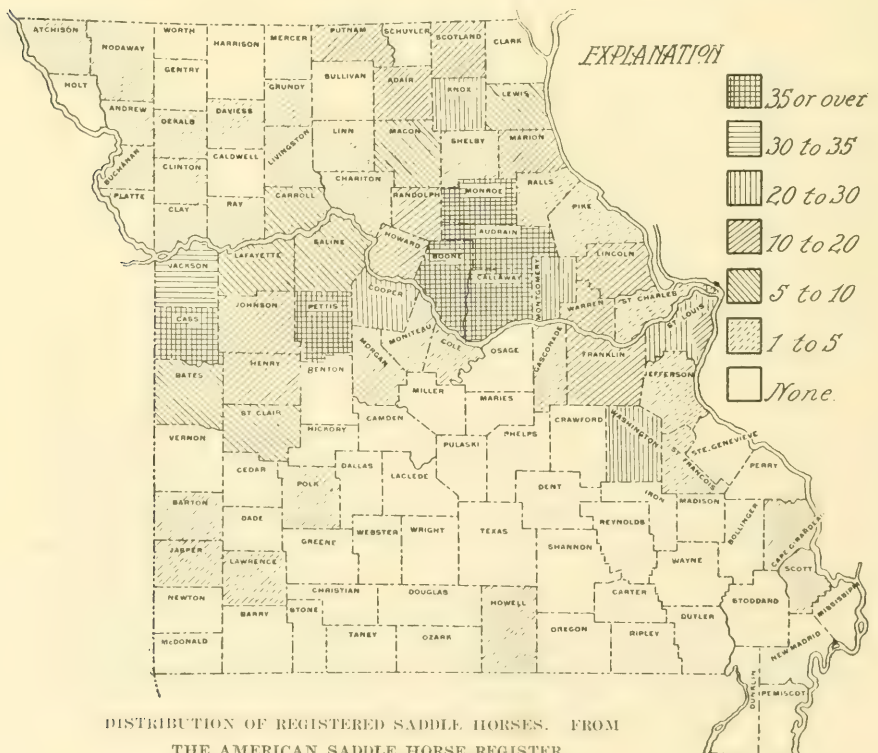 EXPLANATION
35 or over
30 to 35
20 to 30
10 to 20
5 to 10
1 to 5
None.
ATCHISON
NODAWAY
WORTH
HARRISON
MERCER
PUTNAM
SCHUYLER
SCOTLAND
CLARK
HOLT
GENTRY
SULLIVAN
ADAIR
KNOX
LEWIS
ANDREW
DEKALB
DAVIESS
GRUNDY
LINN
MACON
SHELBY
MARION
BUCHANAN
CLINTON
CALDWELL
LIVINGSTON
CHARITON
RANDOLPH
MONROE
RALLS
PIKE
PLATTE
CLAY
RAY
CARROLL
SALINE
HOWARD
BOONE
AUDRAIN
CALLAWAY
MONTGOMERY
LINCOLN
WARREN
ST CHARLES
ST LOUIS
JACKSON
LAFAYETTE
CASS
JOHNSON
PETTIS
COOPER
MONITEAU
COLE
OSAGE
GASCONADE
FRANKLIN
JEFFERSON
BATES
HENRY
BENTON
MORGAN
MILLER
MARIES
CRAWFORD
WASHINGTON
ST FRANCOIS
STE. GENEVIEVE
PERRY
VERNON
ST CLAIR
HICKORY
CAMDEN
PULASKI
PHELPS
DENT
IRON
MADISON
BOLLINGER
CAPE GIRARDEAU
CEDAR
POLK
DALLAS
LACLEDE
TEXAS
REYNOLDS
WAYNE
SCOTT
BARTON
DADE
GREENE
WEBSTER
WRIGHT
SHANNON
CARTER
STODDARD
MISSISSIPPI
JASPER
LAWRENCE
CHRISTIAN
DOUGLAS
HOWELL
OREGON
RIPLEY
BUTLER
NEW MADRID
NEWTON
BARRY
STONE
TANEY
OZARK
DUNKLIN
PEMISCOT
McDONALD
DISTRIBUTION OF REGISTERED SADDLE HORSES. FROM
THE AMERICAN SADDLE HORSE REGISTER